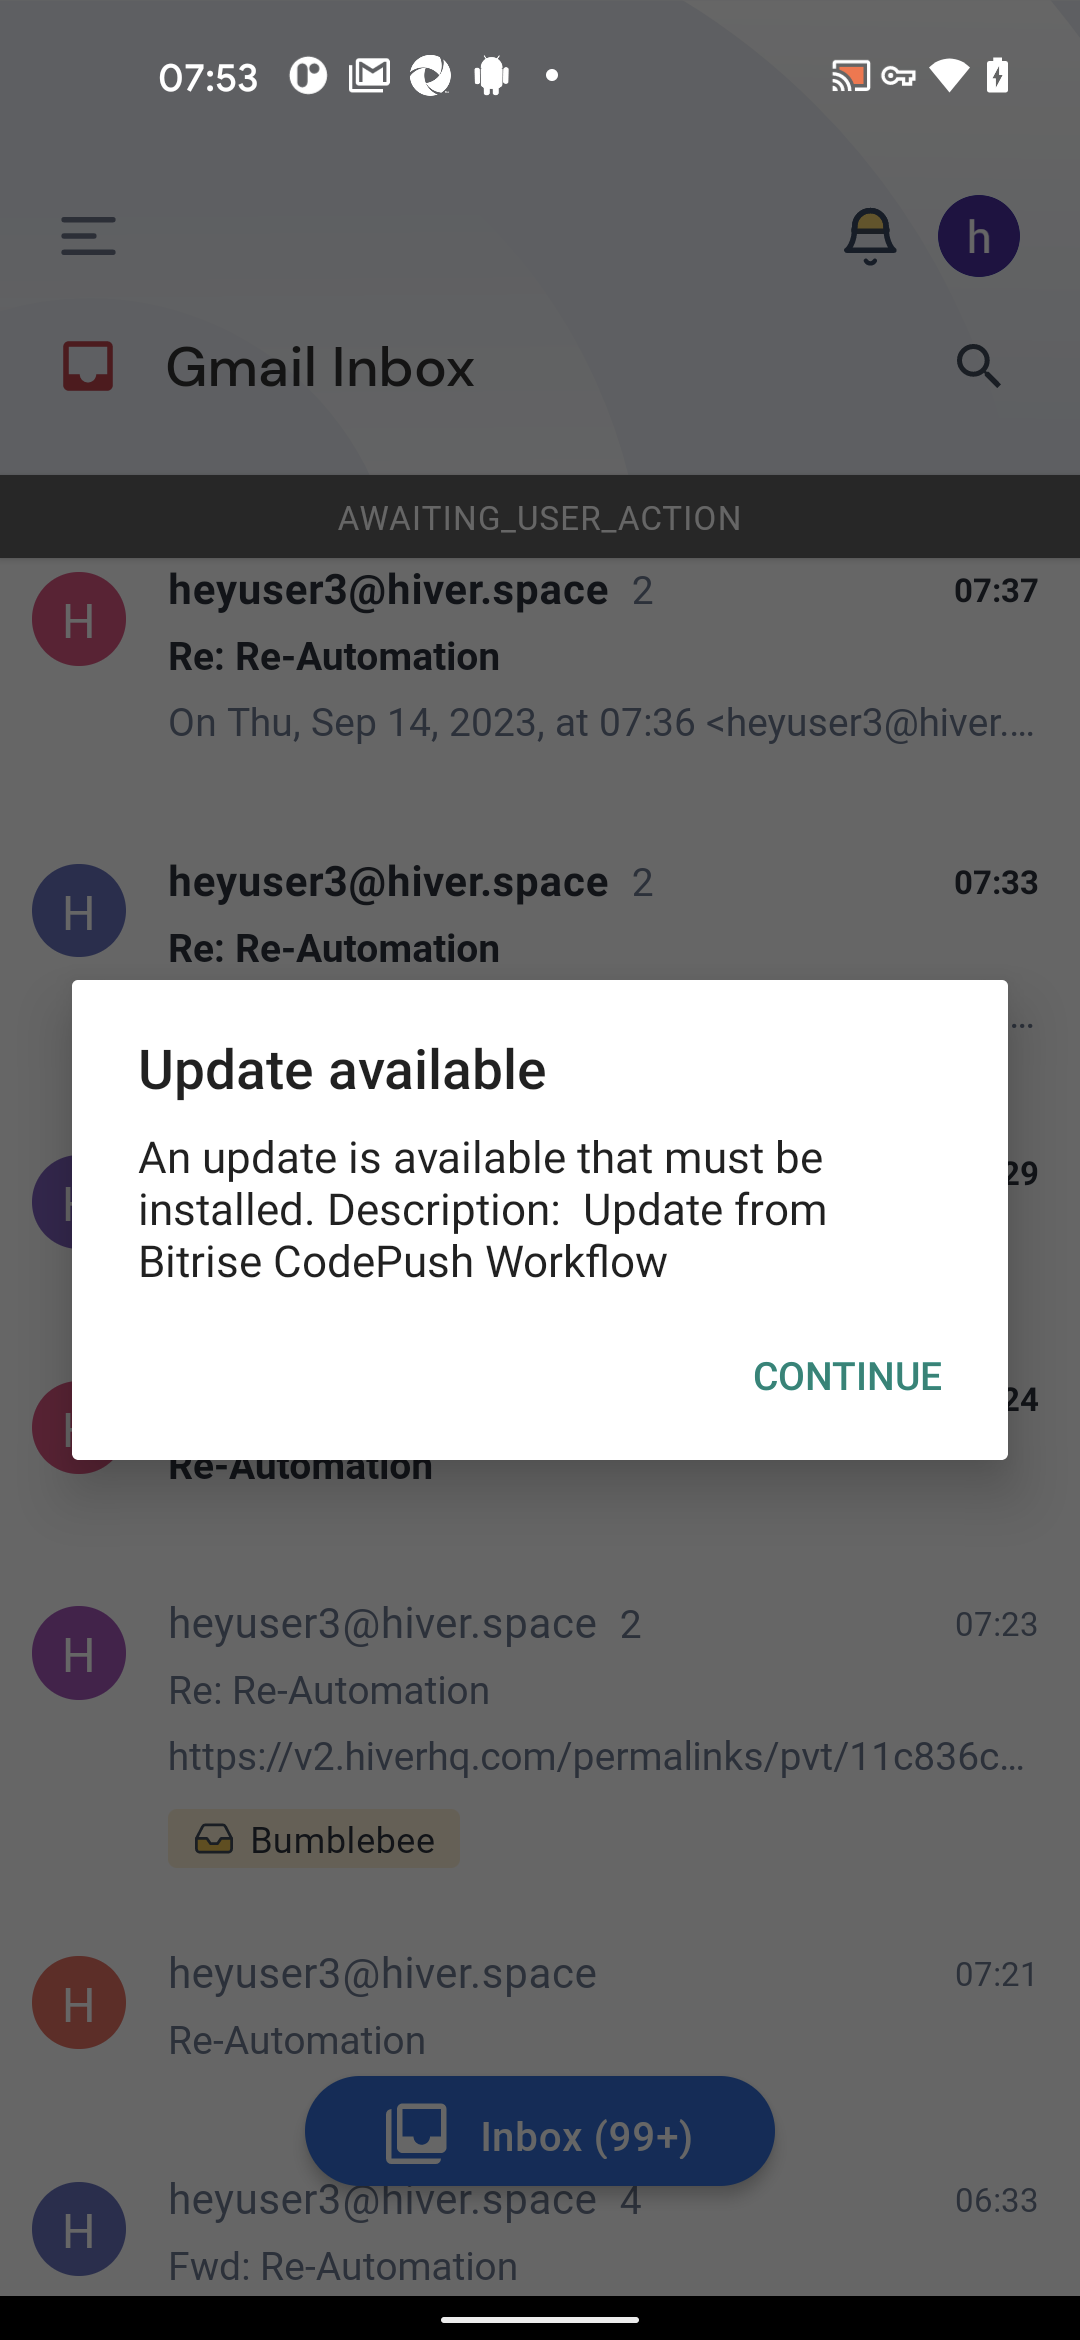 07:53
h
Gmail Inbox
AWAITING_USER_ACTION
H
heyuser3@hiver.space 2 07:37
Re: Re-Automation
On Thu, Sep 14, 2023, at 07:36 <heyuser3@hiver....
H
heyuser3@hiver.space 2 07:33
Re: Re-Automation
...
Update available
An update is available that must be
installed. Description:  Update from
Bitrise CodePush Workflow
29
CONTINUE
24
Re-Automation
H
heyuser3@hiver.space 2 07:23
Re: Re-Automation
https://v2.hiverhq.com/permalinks/pvt/11c836c...
Bumblebee
H
heyuser3@hiver.space 07:21
Re-Automation
Inbox (99+)
H
heyuser3@hiver.space 4 06:33
Fwd: Re-Automation